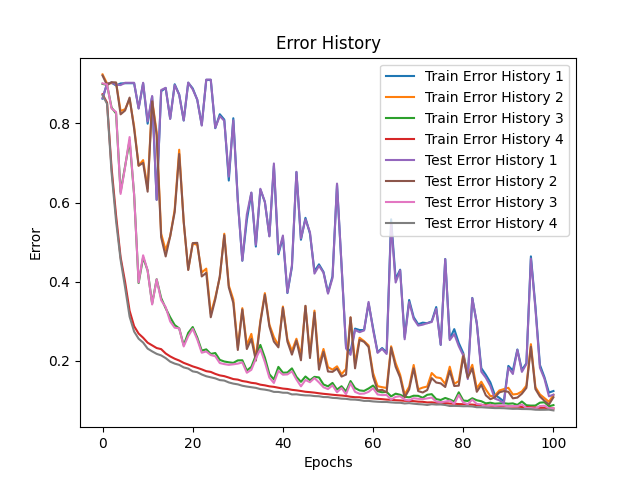 Error History
Train Error History 1
Train Error History 2
Train Error History 3
Train Error History 4
Test Error History 1
Test Error History 2
Test Error History 3
Test Error History 4
0.8
0.6
0.4
0.2
Error
0 20 40 60 80 100
Epochs